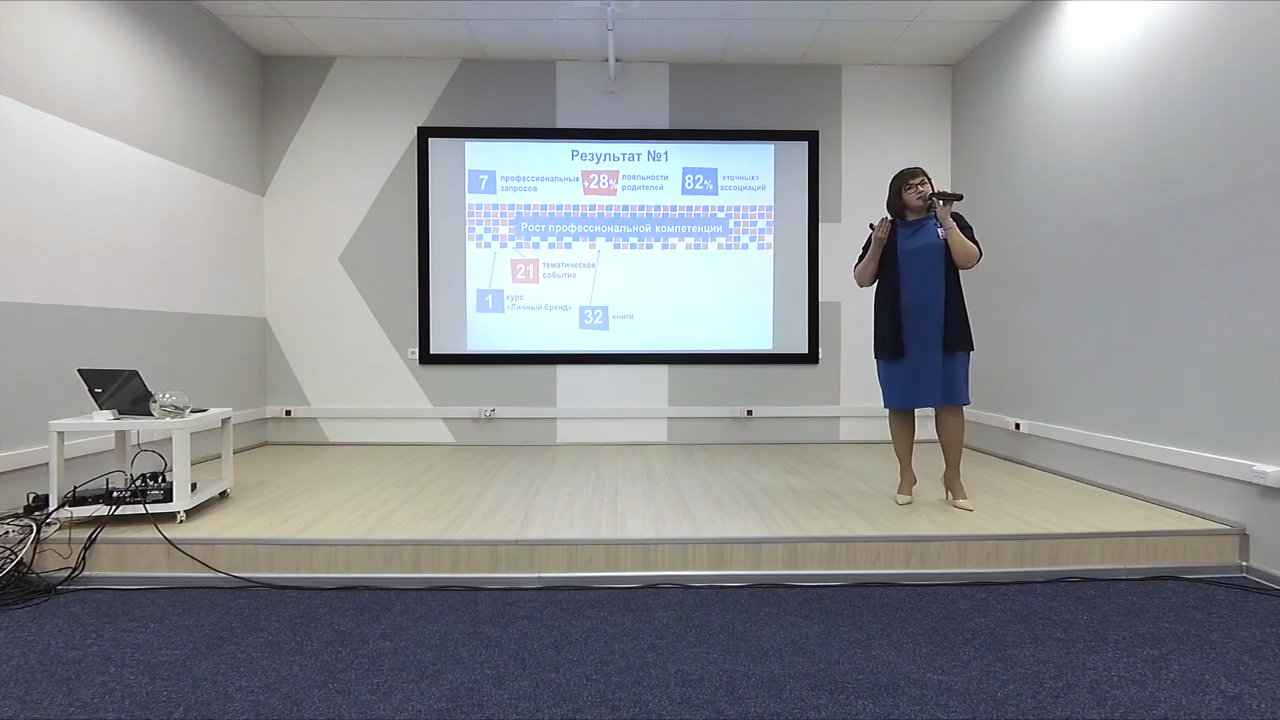 Результат №1
7
профессиональных
запросов
+28%
лояльности
родителей
82%
«точных»
ассоциаций
Рост профессиональной компетенции
21
тематическое
событие
1
курс
«Личный бренд»
32
книги